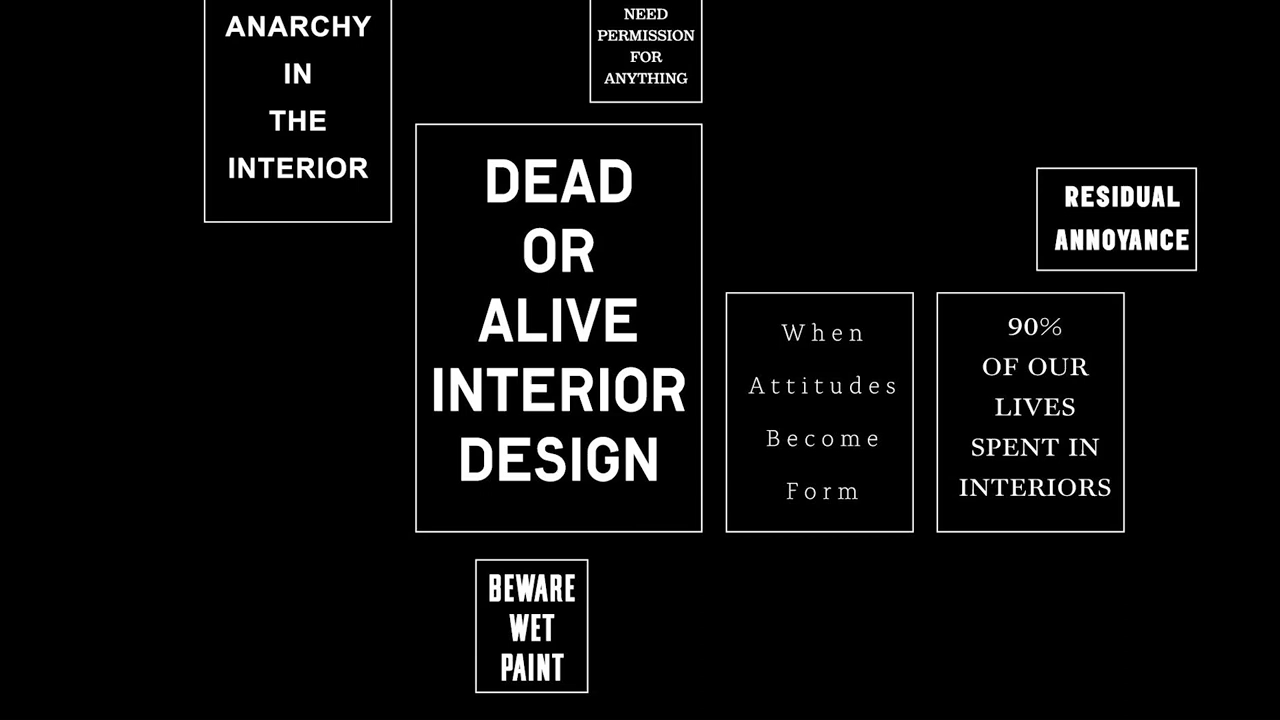 ANARCHY
IN
THE
INTERIOR
NEED
PERMISSION
FOR
ANYTHING
DEAD
OR
ALIVE
INTERIOR
DESIGN
RESIDUAL
ANNOYANCE
When
Attitudes
Become
Form
90%
OF OUR
LIVES
SPENT IN
INTERIORS
BEWARE
WET
PAINT